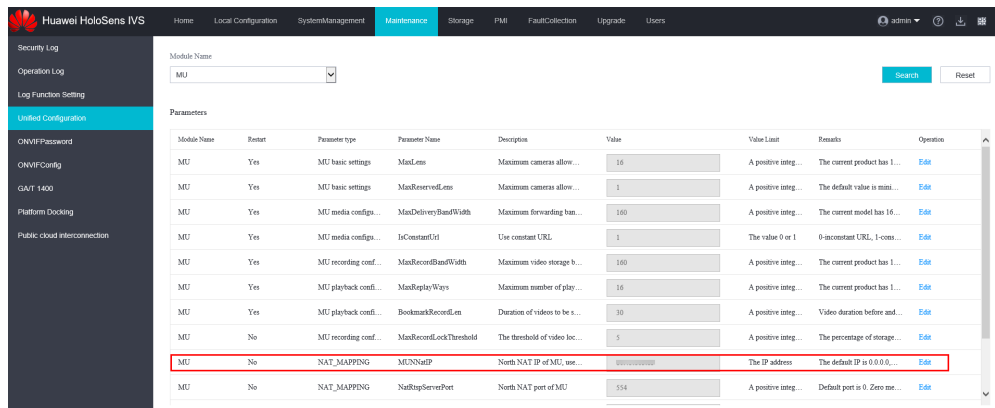 Huawei HoloSens IVS Home Local Configuration SystemManagement Maintenance Storage PMI FaultCollection Upgrade Users admin
Security Log
Operation Log
Log Function Setting
Unified Configuration
ONVIFPassword
ONVIFConfig
GA/T 1400
Platform Docking
Public cloud interconnection
Module Name
MU Search Reset
Parameters
Module Name Restart Parameter type Parameter Name Description Value Value Limit Remarks Operation
MU Yes MU basic settings MaxLens Maximum cameras allow... 16 A positive integ... The current product has 1... Edit
MU Yes MU basic settings MaxReservedLens Maximum cameras allow... 1 A positive integ... The default value is mini... Edit
MU Yes MU media configu... MaxDeliveryBandWidth Maximum forwarding ban... 160 A positive integ... The current model has 16... Edit
MU Yes MU media configu... IsConstantUrl Use constant URL 1 The value 0 or 1 0-inconstant URL, 1-cons... Edit
MU Yes MU recording conf... MaxRecordBandWidth Maximum video storage b... 160 A positive integ... The current product has 1... Edit
MU Yes MU playback confi... MaxReplayWays Maximum number of play... 16 A positive integ... The current product has 1... Edit
MU Yes MU playback confi... BookmarkRecordLen Duration of videos to be s... 30 A positive integ... Video duration before and... Edit
MU No MU recording conf... MaxRecordLockThreshold The threshold of video loc... 5 A positive integ... The percentage of storage... Edit
MU No NAT_MAPPING MUNNatIP North NAT IP of MU, use... The IP address The default IP is 0.0.0.0,... Edit
MU No NAT_MAPPING NatRtspServerPort North NAT port of MU 554 A positive integ... Default port is 0. Zero me... Edit